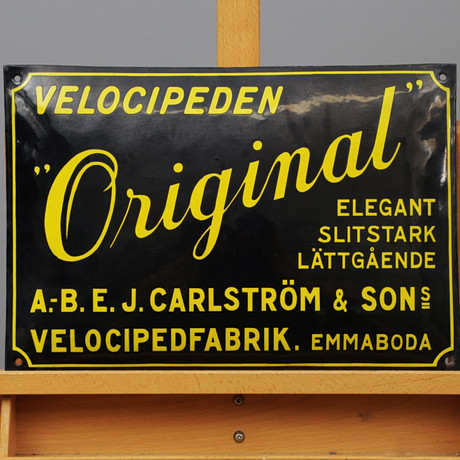 VELOCIPEDEN
"Original"
ELEGANT
SLITSTARK
LÄTTGÅENDE
A.-B. E. J. CARLSTRÖM & SONS
VELOCIPEDFABRIK. EMMABODA